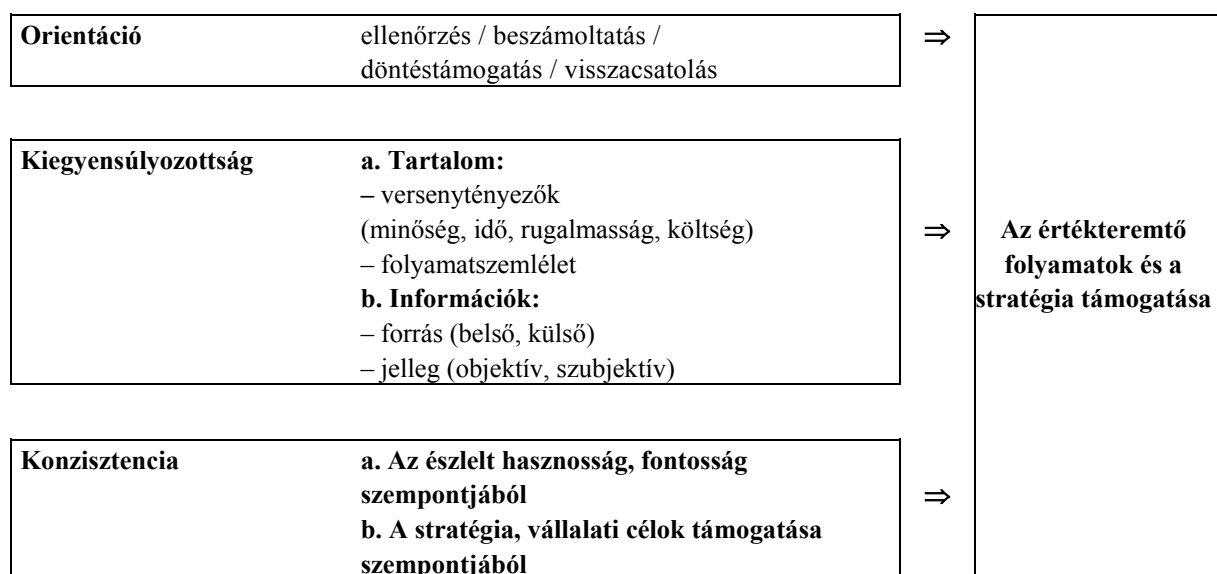 Orientáció ellenőrzés / beszámoltatás / ⇒
döntéstámogatás / visszacsatolás
Kiegyensúlyozottság a. Tartalom:
– versenytényezők
(minőség, idő, rugalmasság, költség) ⇒
– folyamatszemlélet
b. Információk:
– forrás (belső, külső)
– jelleg (objektív, szubjektív)
Konzisztencia a. Az észlelt hasznosság, fontosság
szempontjából ⇒
b. A stratégia, vállalati célok támogatása
szempontjából
Az értékteremtő
folyamatok és a
stratégia támogatása